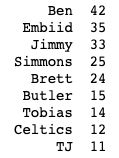 Ben 42
Embiid 35
Jimmy 33
Simmons 25
Brett 24
Butler 15
Tobias 14
Celtics 12
TJ 11